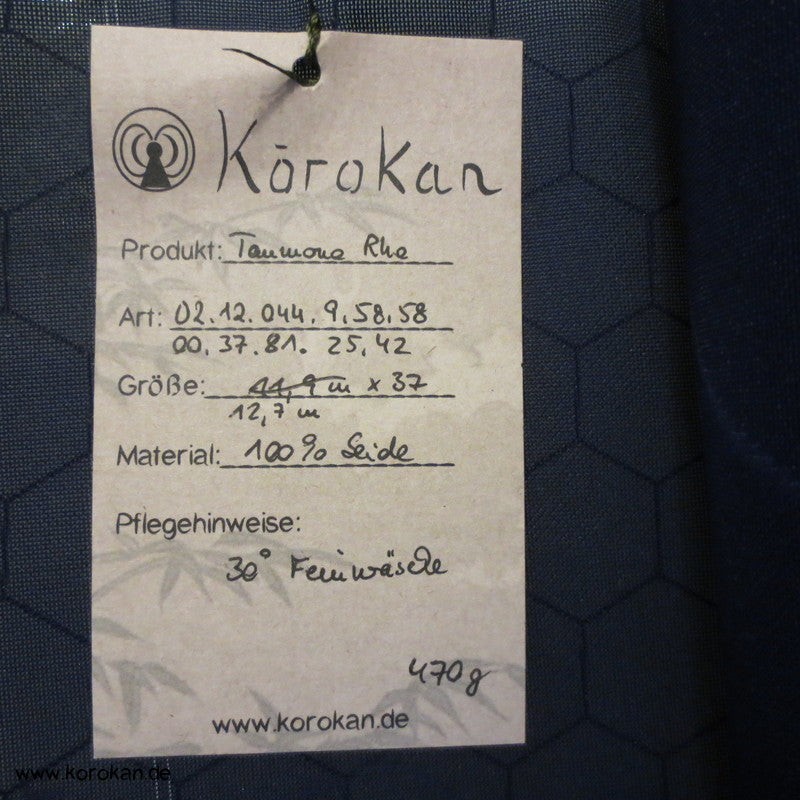 Kōrokan
Produkt: Tanmono Rho
Art: 02.12.044.9.58.58
00.37.81. 25.42
Größe: 11,9 m x 37
12,7 m
Material: 100% Seide
Pflegehinweise:
30° Feinwäsche
470g
www.korokan.de
www.korokan.de